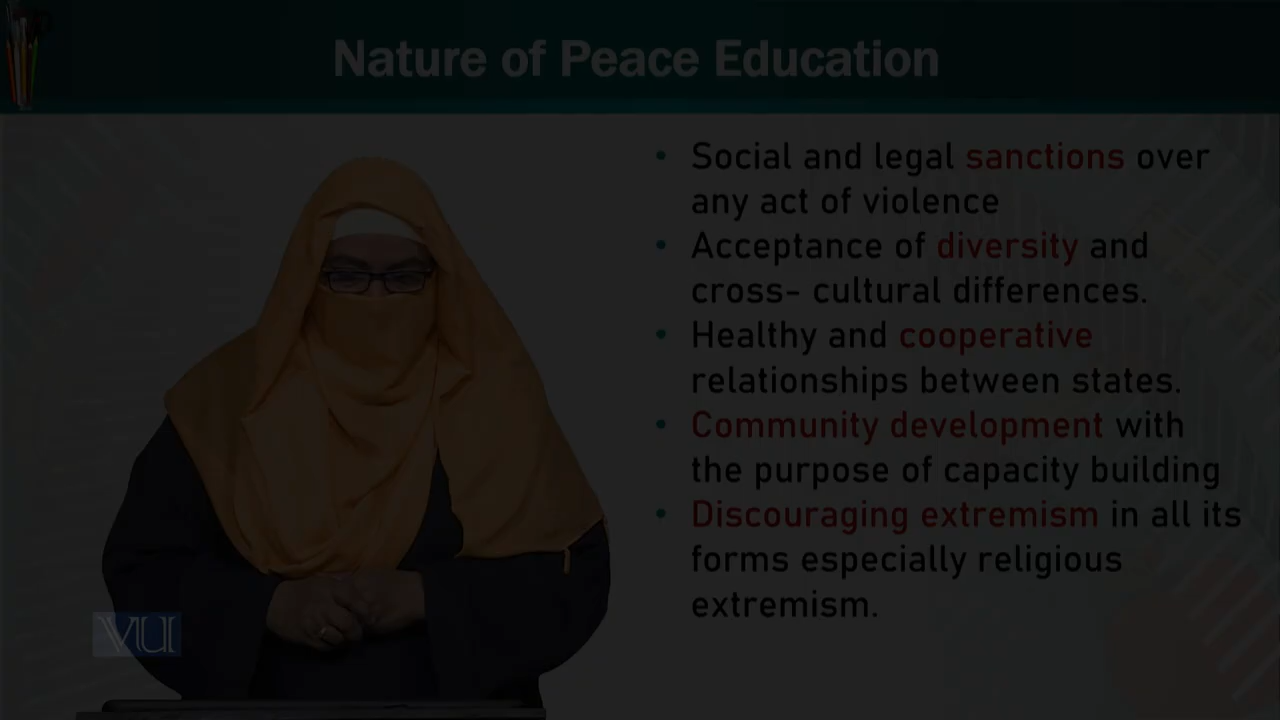 Nature of Peace Education
• Social and legal sanctions over
any act of violence
• Acceptance of diversity and
cross- cultural differences.
• Healthy and cooperative
relationships between states.
• Community development with
the purpose of capacity building
• Discouraging extremism in all its
forms especially religious
extremism.
VU